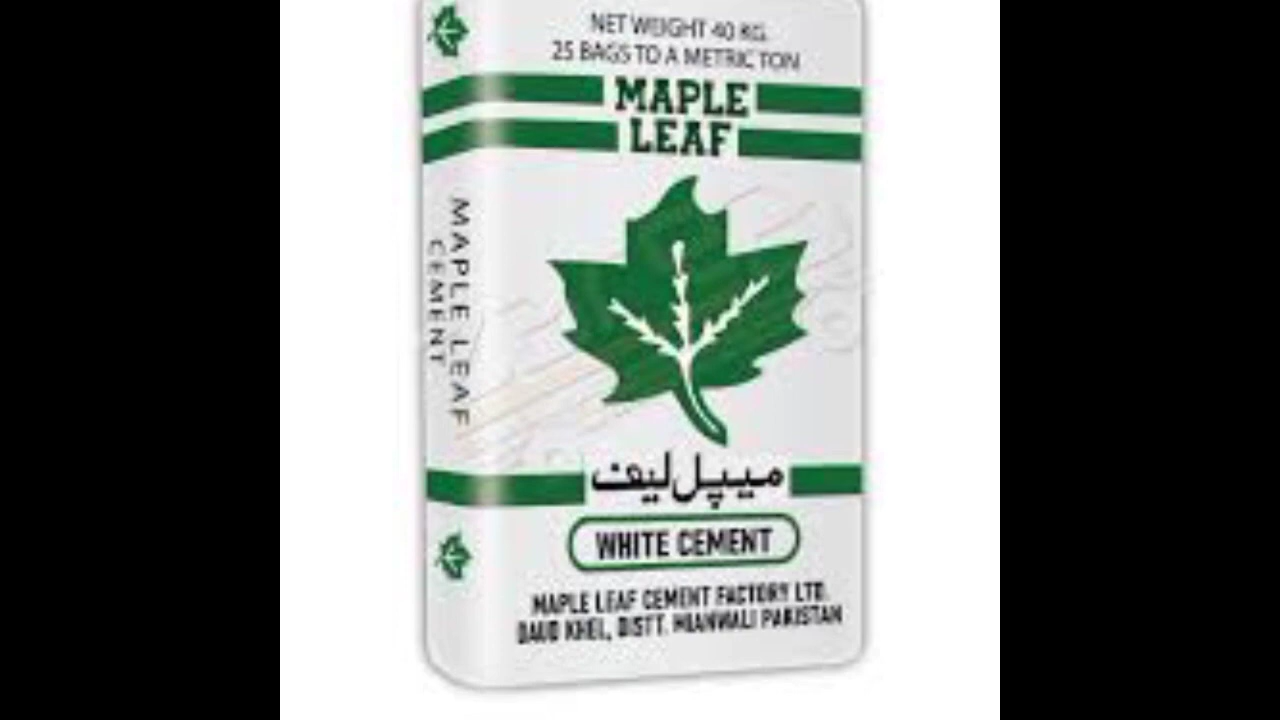 NET WEIGHT 40 KG.
25 BAGS TO A METRIC TON
MAPLE
LEAF
MAPLE LEAF
CEMENT
میپل لیف
WHITE CEMENT
MAPLE LEAF CEMENT FACTORY LTD.
DAUD KHEL, DISTT. MIANWALI PAKISTAN